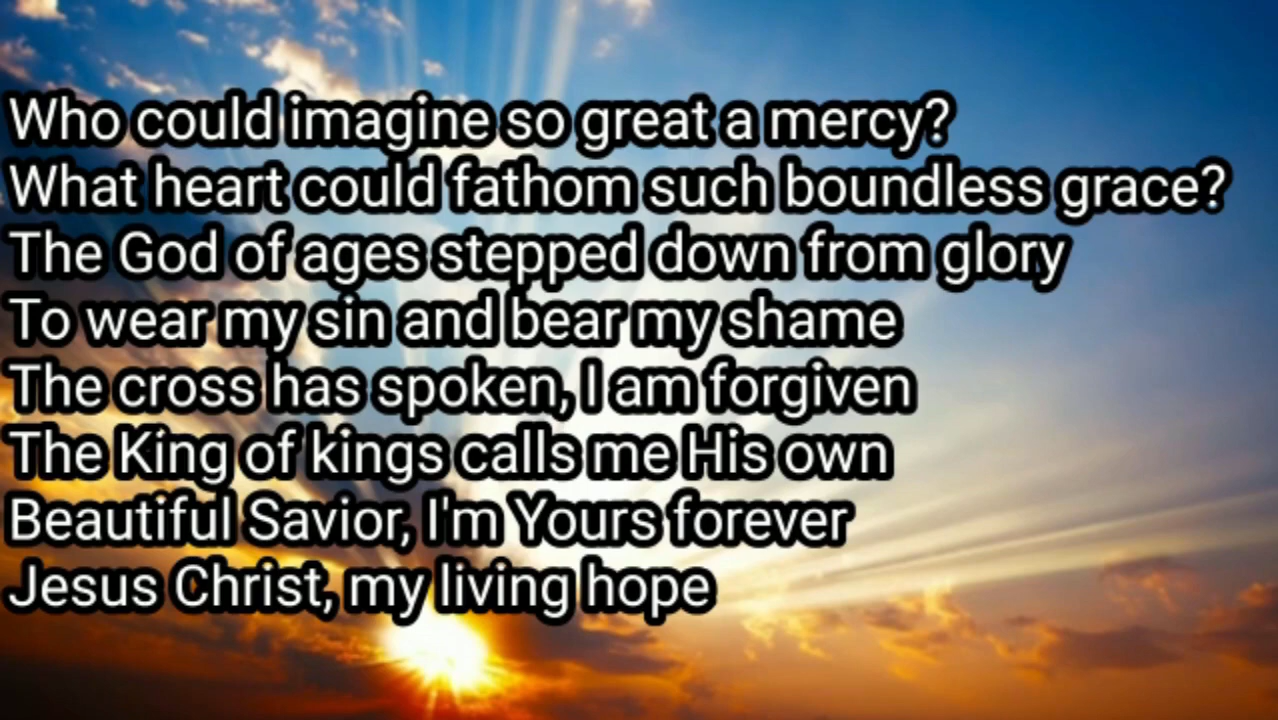 Who could imagine so great a mercy?
What heart could fathom such boundless grace?
The God of ages stepped down from glory
To wear my sin and bear my shame
The cross has spoken, I am forgiven
The King of kings calls me His own
Beautiful Savior, I'm Yours forever
Jesus Christ, my living hope